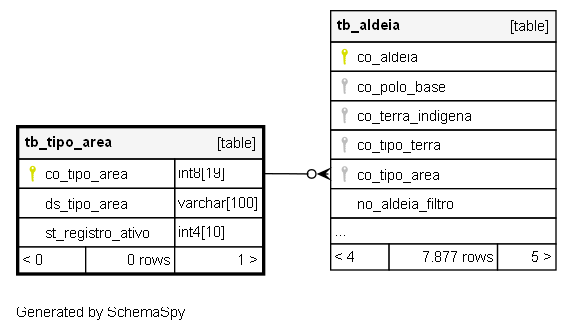 tb_aldeia [table]
co_aldeia
co_polo_base
co_terra_indigena
co_tipo_terra
co_tipo_area
no_aldeia_filtro
...
< 4 7.877 rows 5 >
tb_tipo_area [table]
co_tipo_area int8[19]
ds_tipo_area varchar[100]
st_registro_ativo int4[10]
< 0 0 rows 1 >
Generated by SchemaSpy